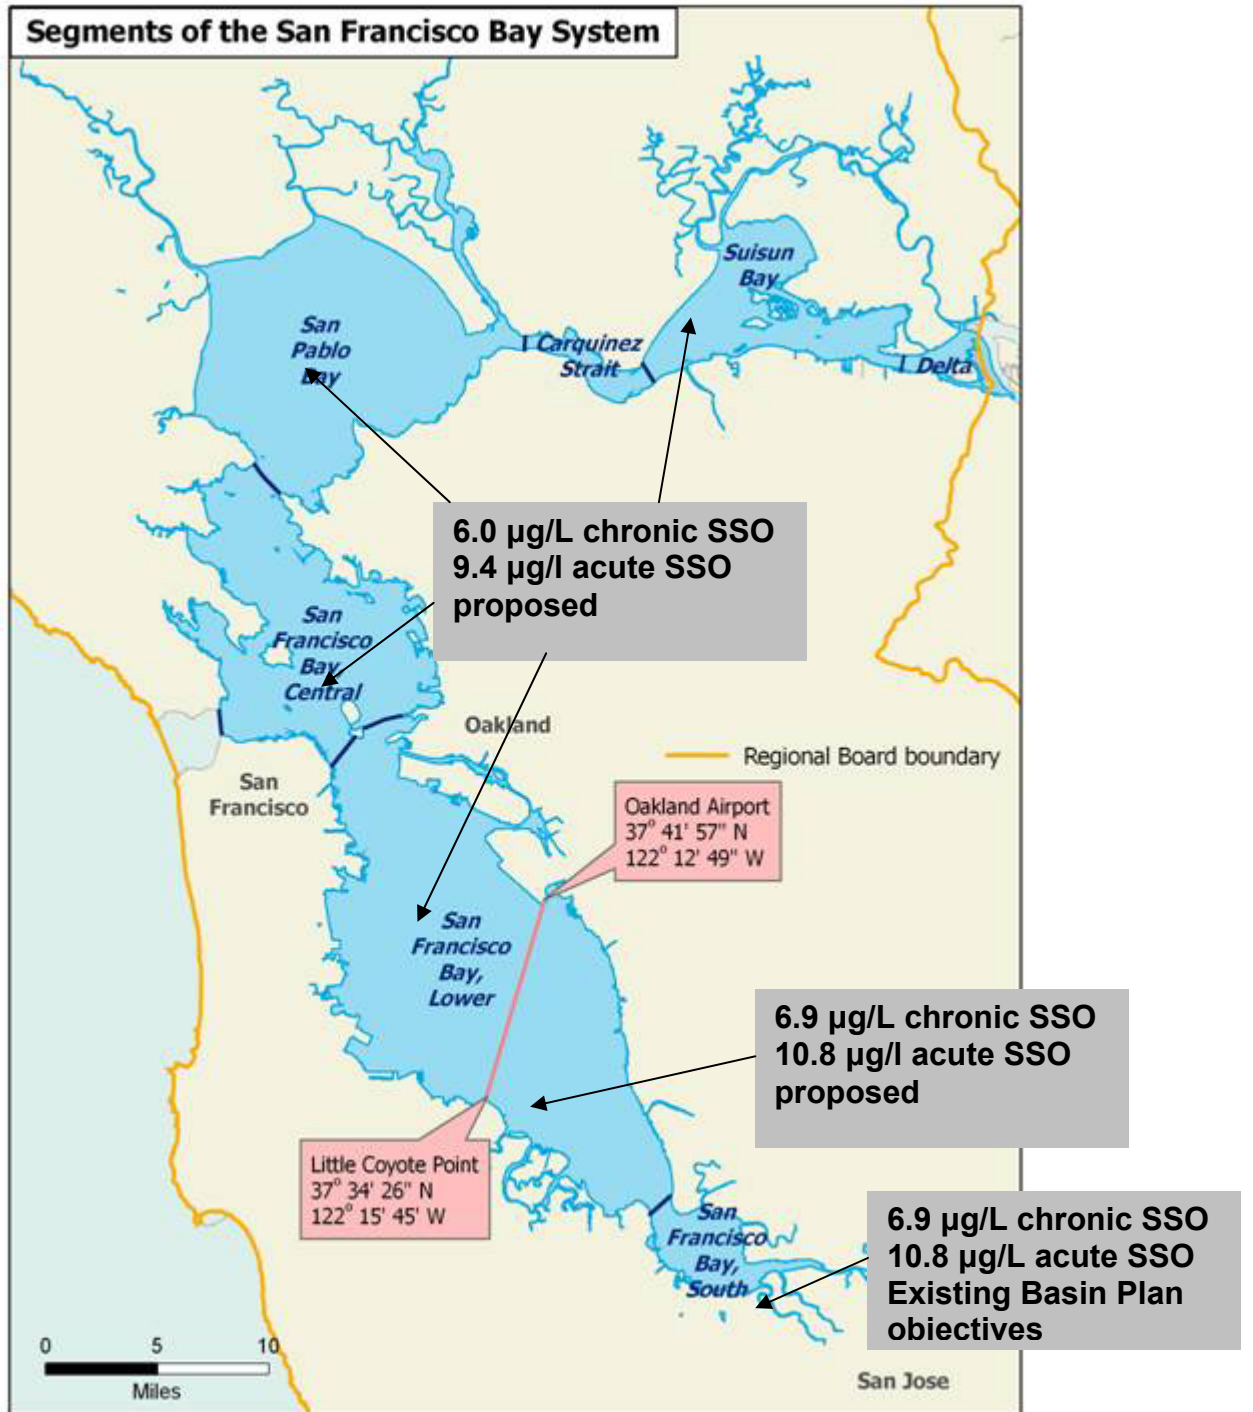 Segments of the San Francisco Bay System
Suisun
Bay
San
Pablo
Bay
Carquinez
Strait
Delta
6.0 µg/L chronic SSO
9.4 µg/l acute SSO
proposed
San
Francisco
Bay
Central
Oakland
Regional Board boundary
San
Francisco
Oakland Airport
37° 41' 57" N
122° 12' 49" W
San
Francisco
Bay,
Lower
6.9 µg/L chronic SSO
10.8 µg/l acute SSO
proposed
Little Coyote Point
37° 34' 26" N
122° 15' 45" W
San
Francisco
Bay,
South
6.9 µg/L chronic SSO
10.8 µg/L acute SSO
Existing Basin Plan
objectives
0 5 10
Miles
San Jose